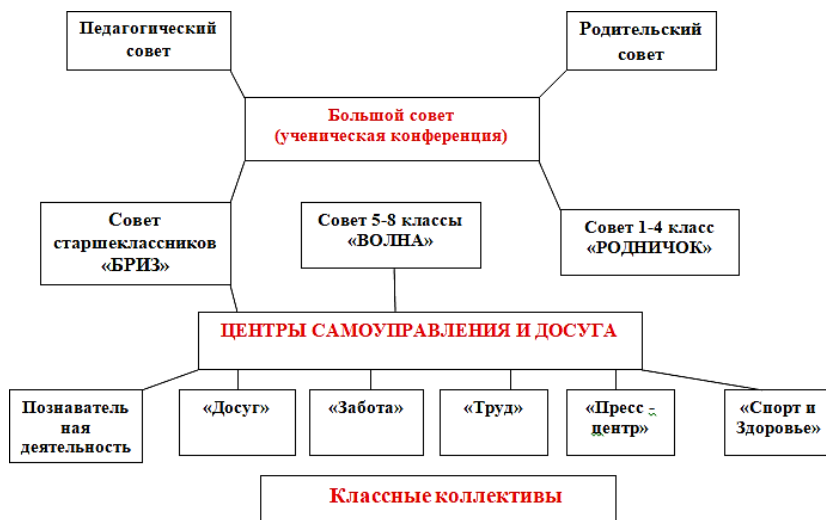 Педагогический
совет
Родительский
совет
Большой совет
(ученическая конференция)
Совет
старшеклассников
«БРИЗ»
Совет 5-8 классы
«ВОЛНА»
Совет 1-4 класс
«РОДНИЧОК»
ЦЕНТРЫ САМОУПРАВЛЕНИЯ И ДОСУГА
Познаватель
ная
деятельность
«Досуг»
«Забота»
«Труд»
«Пресс -
центр»
«Спорт и
Здоровье»
Классные коллективы